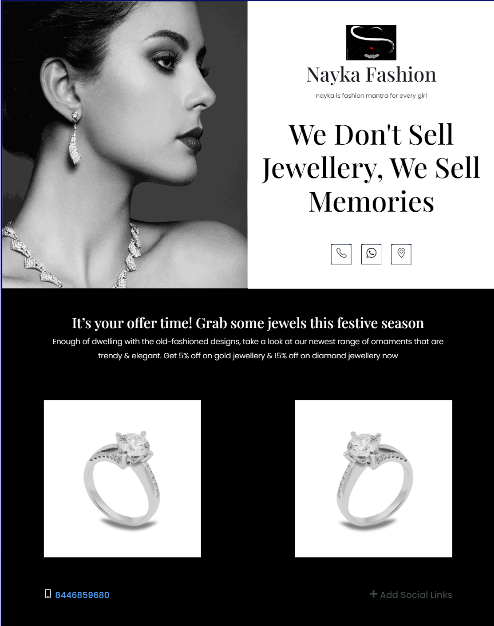 Nayka Fashion
nayka is fashion mantra for every girl
We Don't Sell
Jewellery, We Sell
Memories
It's your offer time! Grab some jewels this festive season
Enough of dwelling with the old-fashioned designs, take a look at our newest range of ornaments that are
trendy & elegant. Get 5% off on gold jewellery & 15% off on diamond jewellery now
8446859680
+ Add Social Links